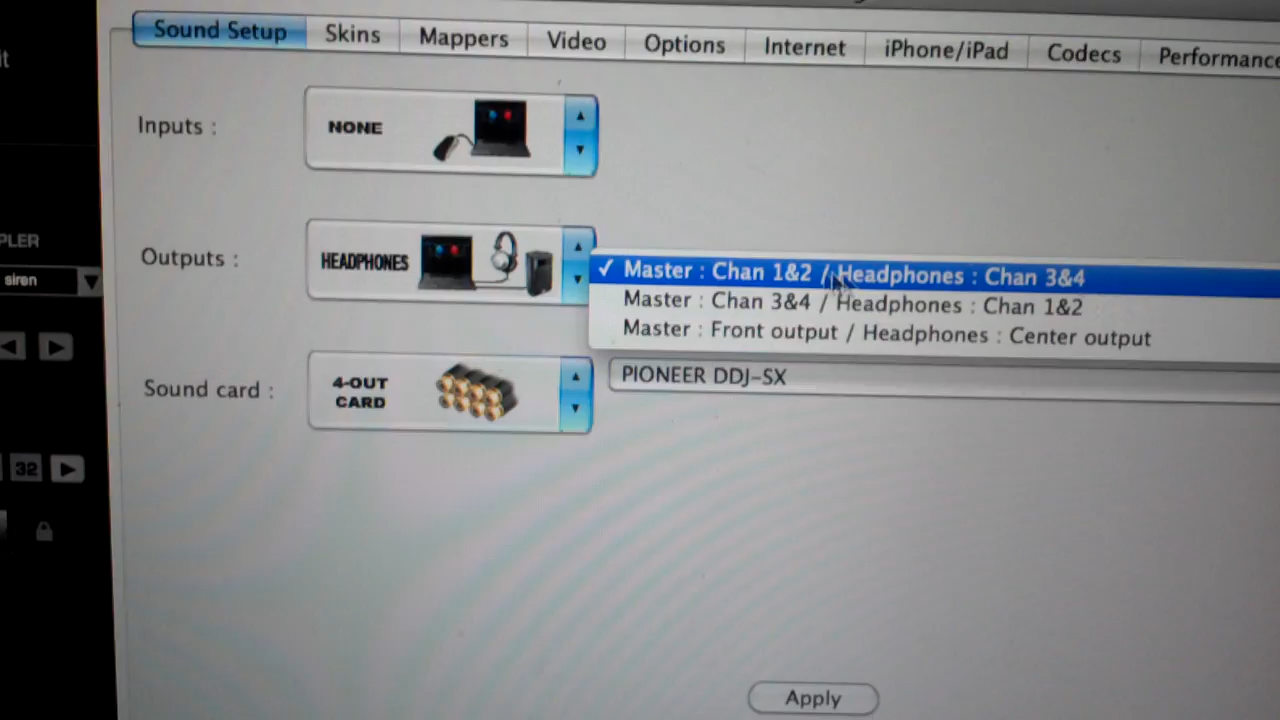 Sound Setup Skins Mappers Video Options Internet iPhone/iPad Codecs Performance
Inputs : NONE
Outputs : HEADPHONES
✓ Master : Chan 1&2 / Headphones : Chan 3&4
Master : Chan 3&4 / Headphones : Chan 1&2
Master : Front output / Headphones : Center output
Sound card : 4-OUT CARD PIONEER DDJ-SX
Apply
siren
32